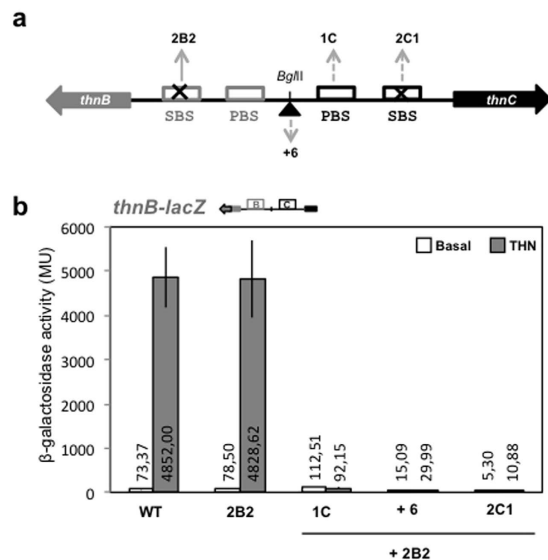 a
2B2
1C
2C1
BglII
thnB
thnC
SBS
PBS
PBS
SBS
+6
b
thnB-lacZ
B
C
β-galactosidase activity (MU)
6000
5000
4000
3000
2000
1000
0
Basal
THN
73,37
4852,00
78,50
4828,62
112,51
92,15
15,09
29,99
5,30
10,88
WT
2B2
1C
+ 6
2C1
+ 2B2